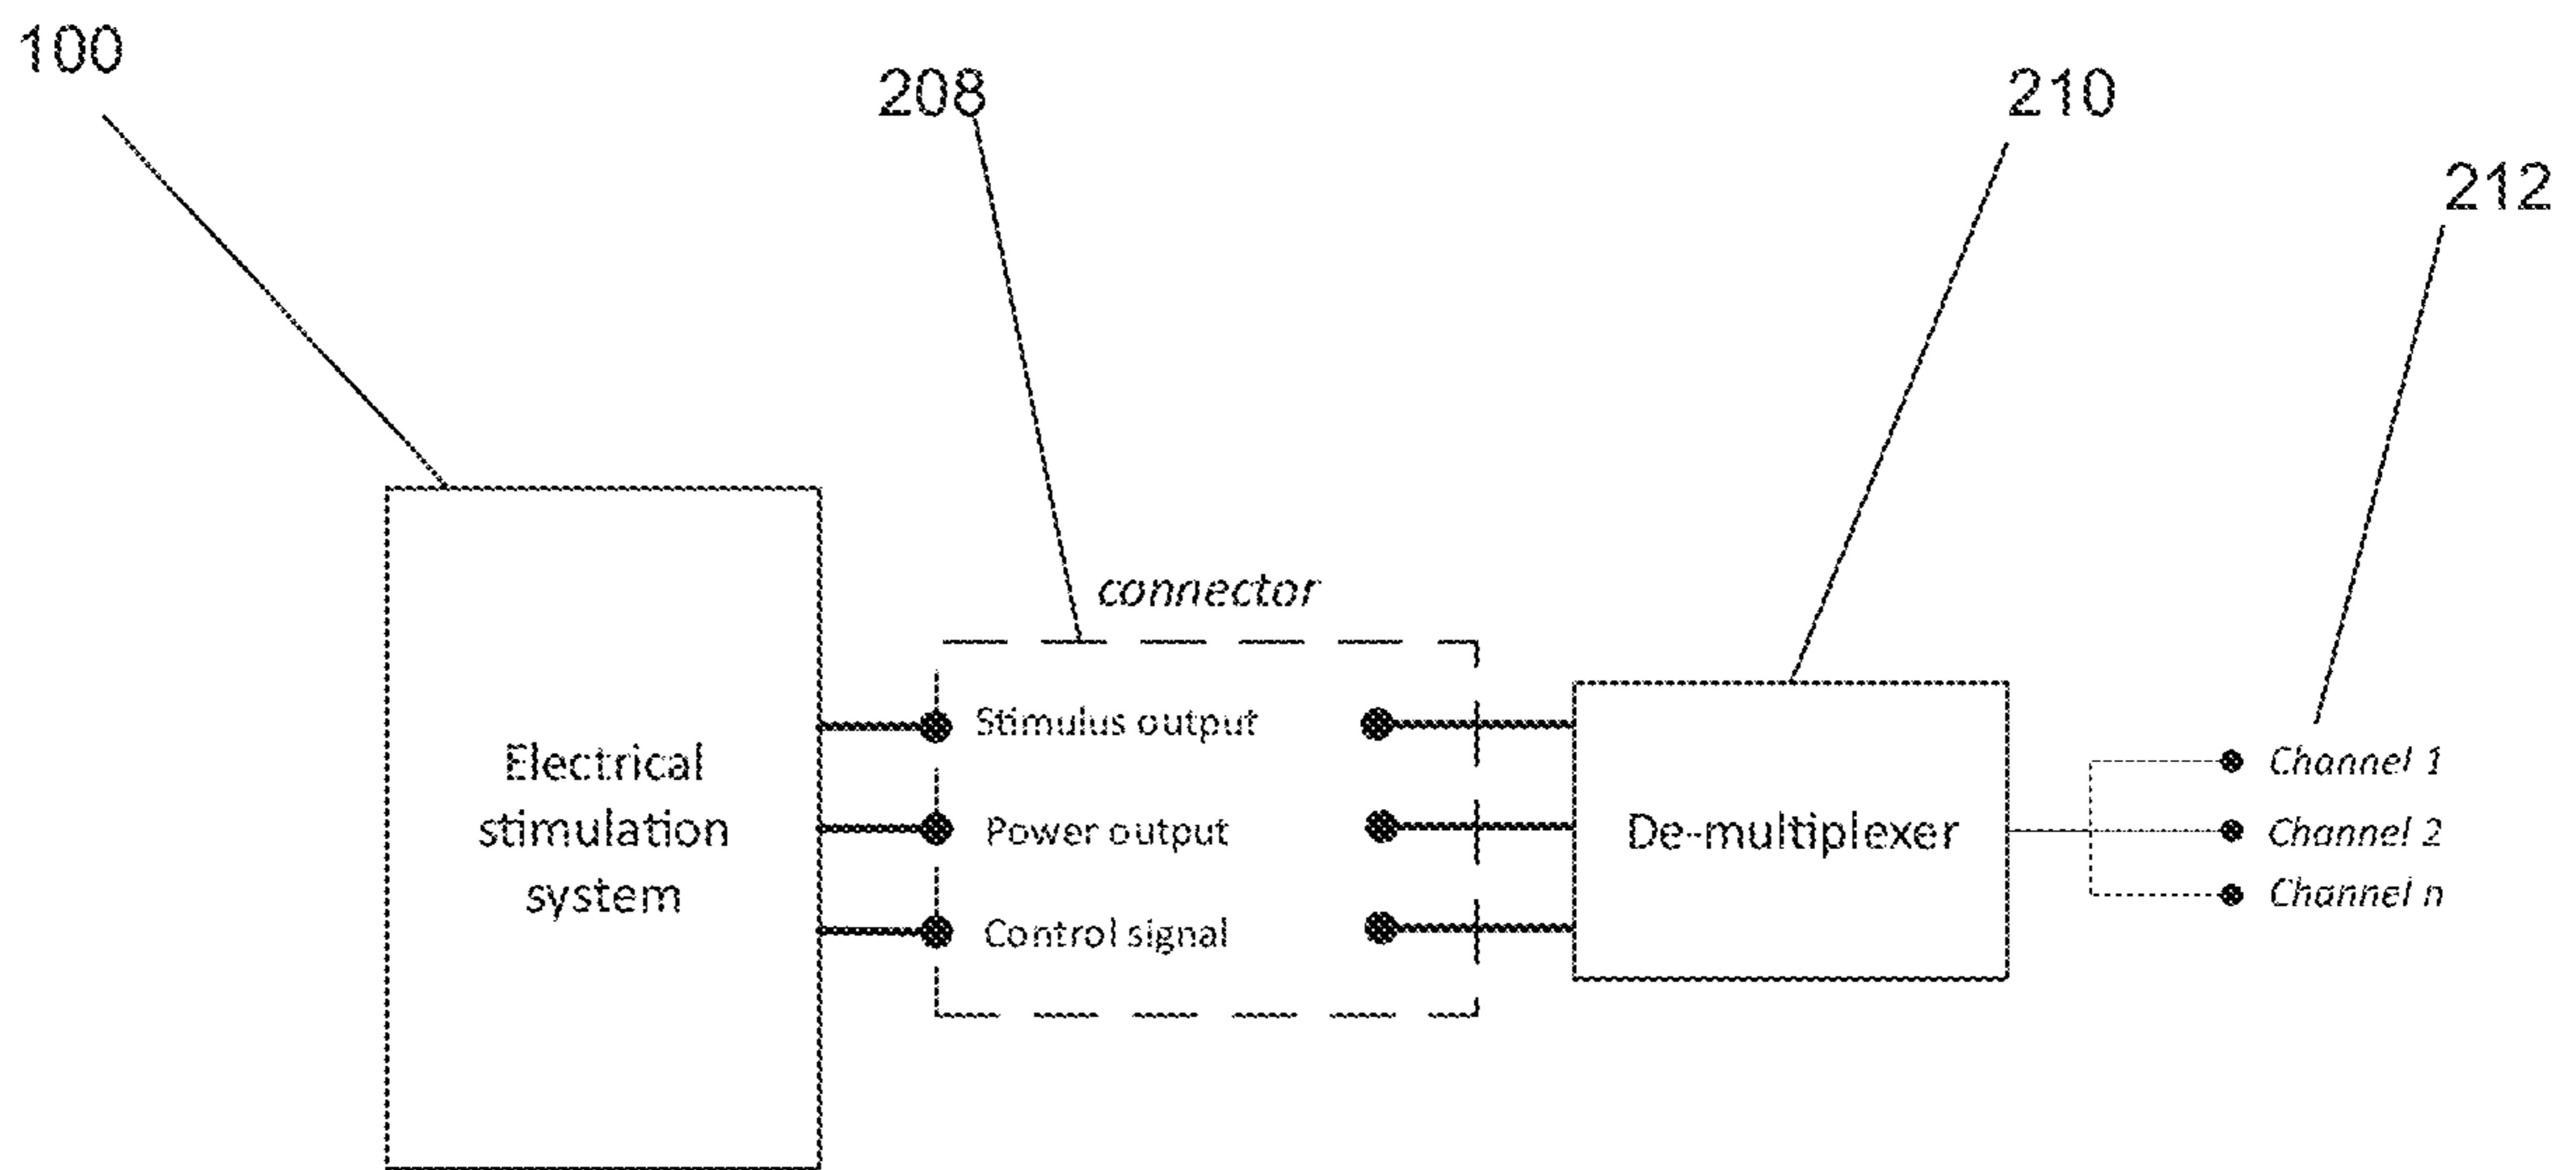 100
208
210
212
connector
Electrical
stimulation
system
Stimulus output
Power output
Control signal
De-multiplexer
Channel 1
Channel 2
Channel n